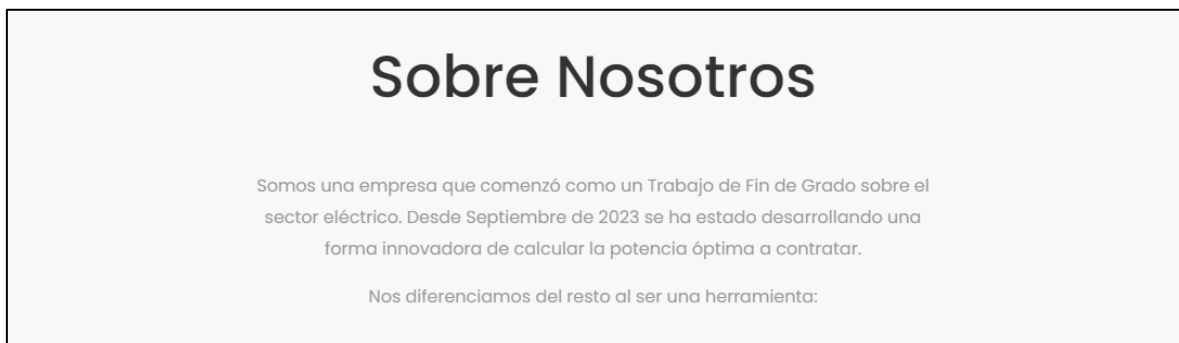 Sobre Nosotros
Somos una empresa que comenzó como un Trabajo de Fin de Grado sobre el
sector eléctrico. Desde Septiembre de 2023 se ha estado desarrollando una
forma innovadora de calcular la potencia óptima a contratar.
Nos diferenciamos del resto al ser una herramienta: